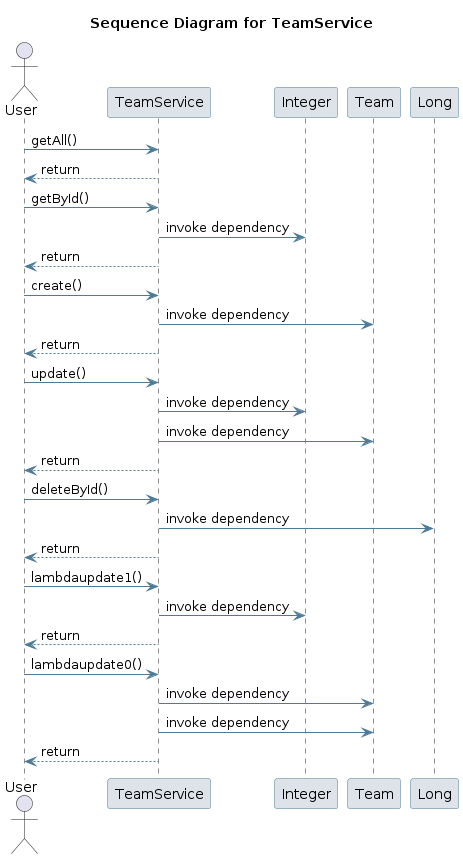 Sequence Diagram for TeamService
User
TeamService
Integer
Team
Long
getAll()
return
getById()
invoke dependency
return
create()
invoke dependency
return
update()
invoke dependency
invoke dependency
return
deleteById()
invoke dependency
return
lambdaupdate1()
invoke dependency
return
lambdaupdate0()
invoke dependency
invoke dependency
return
User
TeamService
Integer
Team
Long